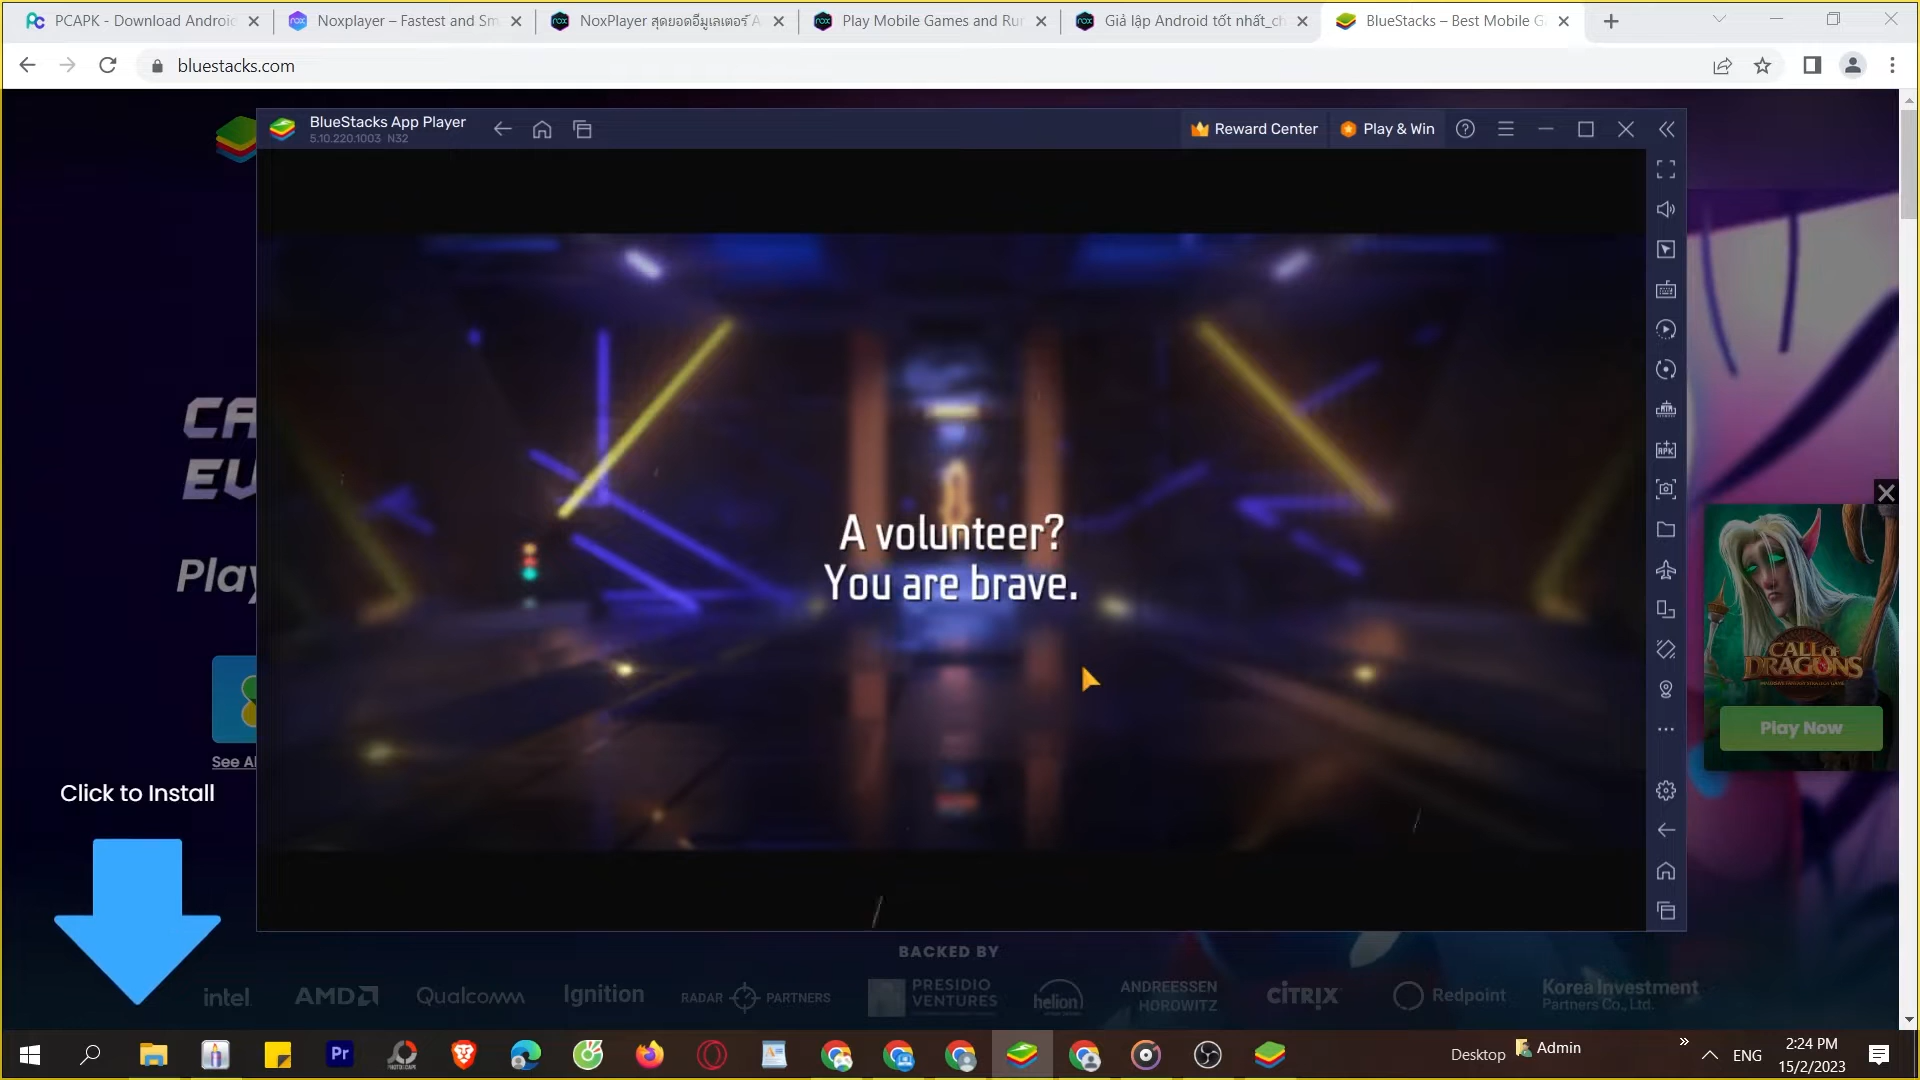 PCAPK - Download Android
Noxplayer – Fastest and Sm
NoxPlayer สุดยอดอีมูเลเตอร์ A
Play Mobile Games and Rur
Giả lập Android tốt nhất_ch
BlueStacks – Best Mobile G
bluestacks.com
BlueStacks App Player
5.10.220.1003 N32
Reward Center
Play & Win
CA
EV
Play
A volunteer?
You are brave.
CALL OF
DRAGONS
Play Now
See Al
Click to Install
BACKED BY
intel
AMD
Qualcomm
Ignition
RADAR PARTNERS
PRESIDIO
VENTURES
helion
ANDREESSEN
HOROWITZ
CITRIX
Redpoint
Korea Investment
Partners Co., Ltd.
Pr
Desktop
Admin
ENG
2:24 PM
15/2/2023